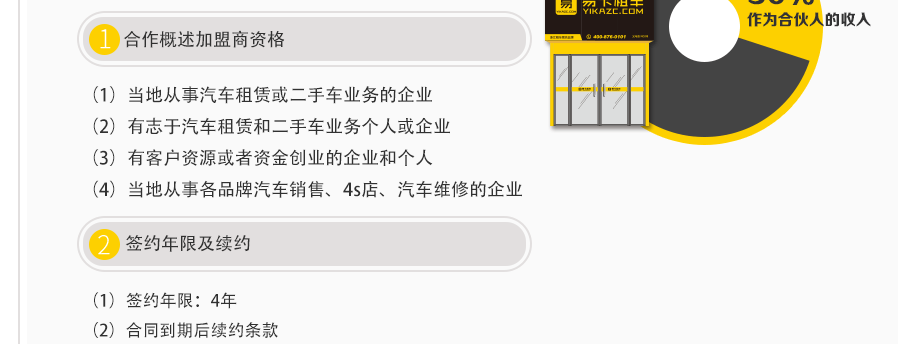 易卡租车
YIKAZC.COM
400-876-0101
作为合伙人的收入
1 合作概述加盟商资格
（1）当地从事汽车租赁或二手车业务的企业
（2）有志于汽车租赁和二手车业务个人或企业
（3）有客户资源或者资金创业的企业和个人
（4）当地从事各品牌汽车销售、4s店、汽车维修的企业
2 签约年限及续约
（1）签约年限：4年
（2）合同到期后续约条款